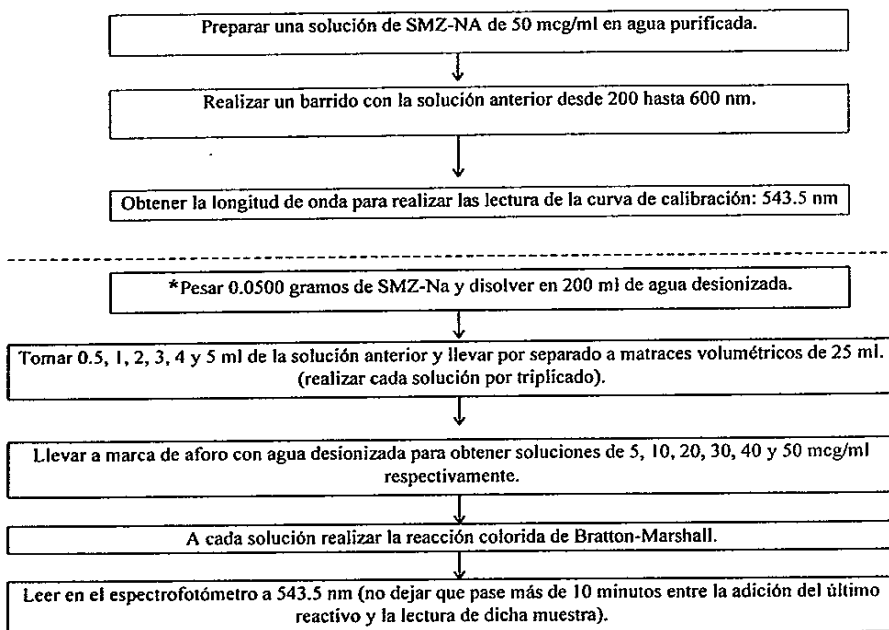 Preparar una solución de SMZ-NA de 50 mcg/ml en agua purificada.
Realizar un barrido con la solución anterior desde 200 hasta 600 nm.
Obtener la longitud de onda para realizar las lectura de la curva de calibración: 543.5 nm
*Pesar 0.0500 gramos de SMZ-Na y disolver en 200 ml de agua desionizada.
Tomar 0.5, 1, 2, 3, 4 y 5 ml de la solución anterior y llevar por separado a matraces volumétricos de 25 ml.
(realizar cada solución por triplicado).
Llevar a marca de aforo con agua desionizada para obtener soluciones de 5, 10, 20, 30, 40 y 50 mcg/ml
respectivamente.
A cada solución realizar la reacción colorida de Bratton-Marshall.
Leer en el espectrofotómetro a 543.5 nm (no dejar que pase más de 10 minutos entre la adición del último
reactivo y la lectura de dicha muestra).